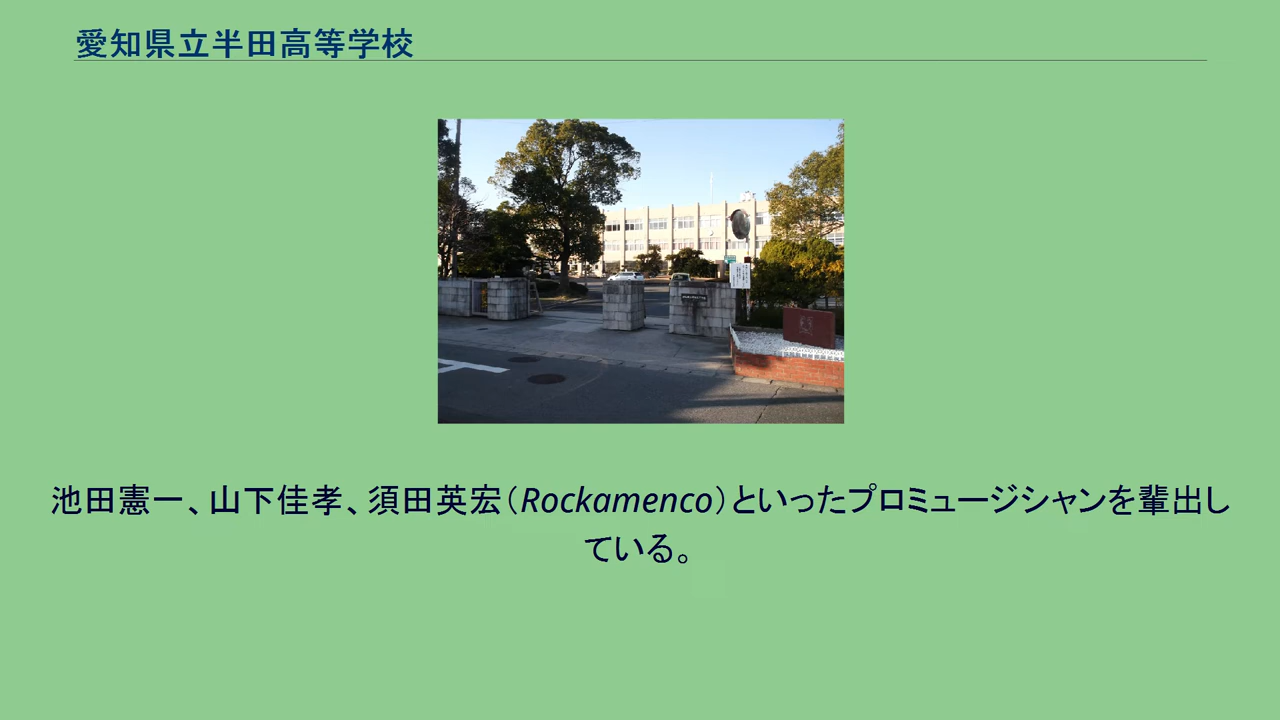 愛知県立半田高等学校
池田憲一、山下佳孝、須田英宏（Rockamenco）といったプロミュージシャンを輩出し
ている。